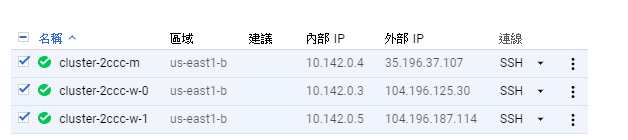 名稱 區域 建議 內部 IP 外部 IP 連線
cluster-2ccc-m us-east1-b 10.142.0.4 35.196.37.107 SSH
cluster-2ccc-w-0 us-east1-b 10.142.0.3 104.196.125.30 SSH
cluster-2ccc-w-1 us-east1-b 10.142.0.5 104.196.187.114 SSH